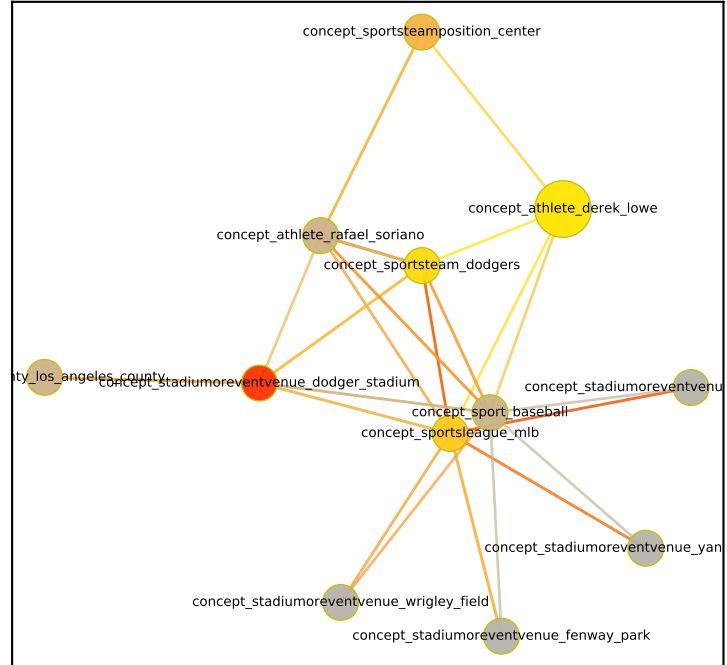 concept_sportsteamposition_center
concept_athlete_derek_lowe
concept_athlete_rafael_soriano
concept_sportsteam_dodgers
nty_los_angeles_county
concept_stadiumoreventvenue_dodger_stadium
concept_stadiumoreventvenu
concept_sport_baseball
concept_sportsleague_mlb
concept_stadiumoreventvenue_yan
concept_stadiumoreventvenue_wrigley_field
concept_stadiumoreventvenue_fenway_park